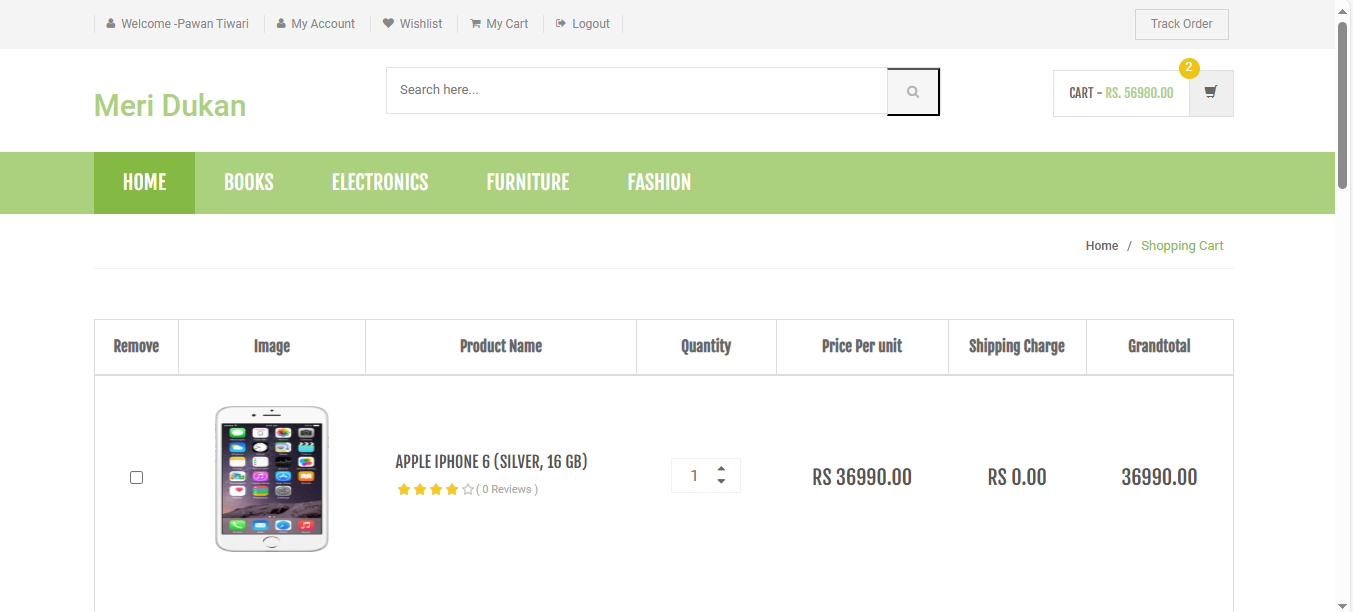 Welcome -Pawan Tiwari My Account Wishlist My Cart Logout Track Order
Meri Dukan
Search here...
CART - RS. 56980.00
2
HOME BOOKS ELECTRONICS FURNITURE FASHION
Home / Shopping Cart
Remove Image Product Name Quantity Price Per unit Shipping Charge Grandtotal
APPLE IPHONE 6 (SILVER, 16 GB)
( 0 Reviews )
1
RS 36990.00
RS 0.00
36990.00